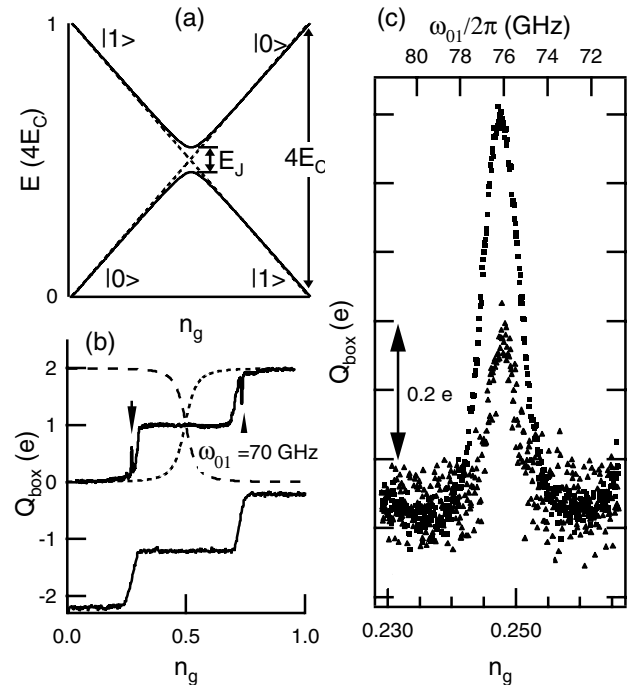 (a)
1
|1>
|0>
E (4E_C)
E_J
4E_C
0
|0>
|1>
n_g
(b)
2
1
0
-1
-2
Q_box (e)
ω_01 =70 GHz
0.0
0.5
1.0
n_g
(c)
ω_01/2π (GHz)
80 78 76 74 72
Q_box (e)
0.2 e
0.230
0.250
n_g